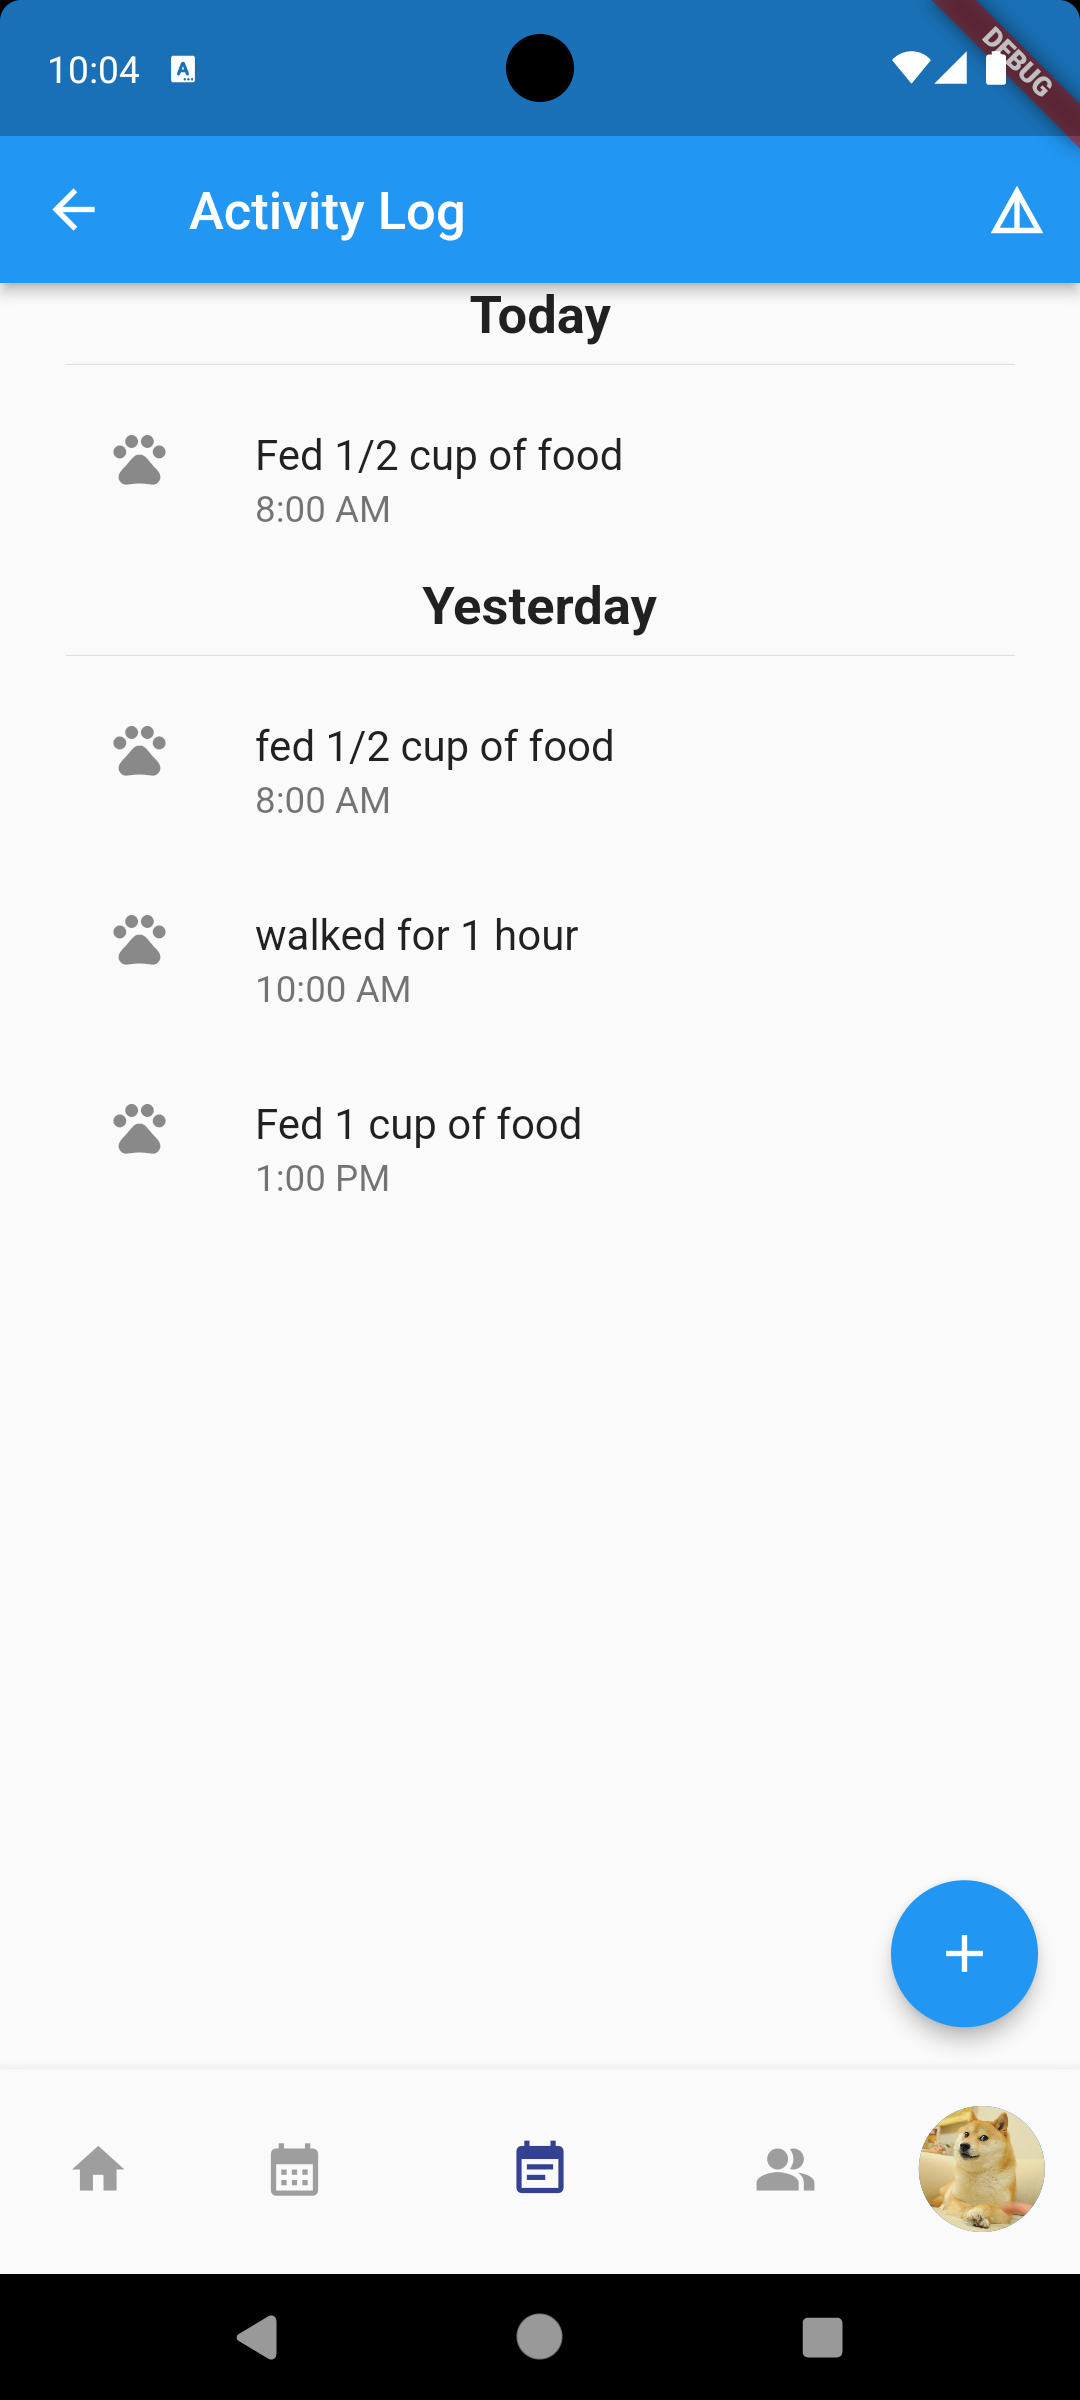 10:04
DEBUG
Activity Log
Today
Fed 1/2 cup of food
8:00 AM
Yesterday
fed 1/2 cup of food
8:00 AM
walked for 1 hour
10:00 AM
Fed 1 cup of food
1:00 PM